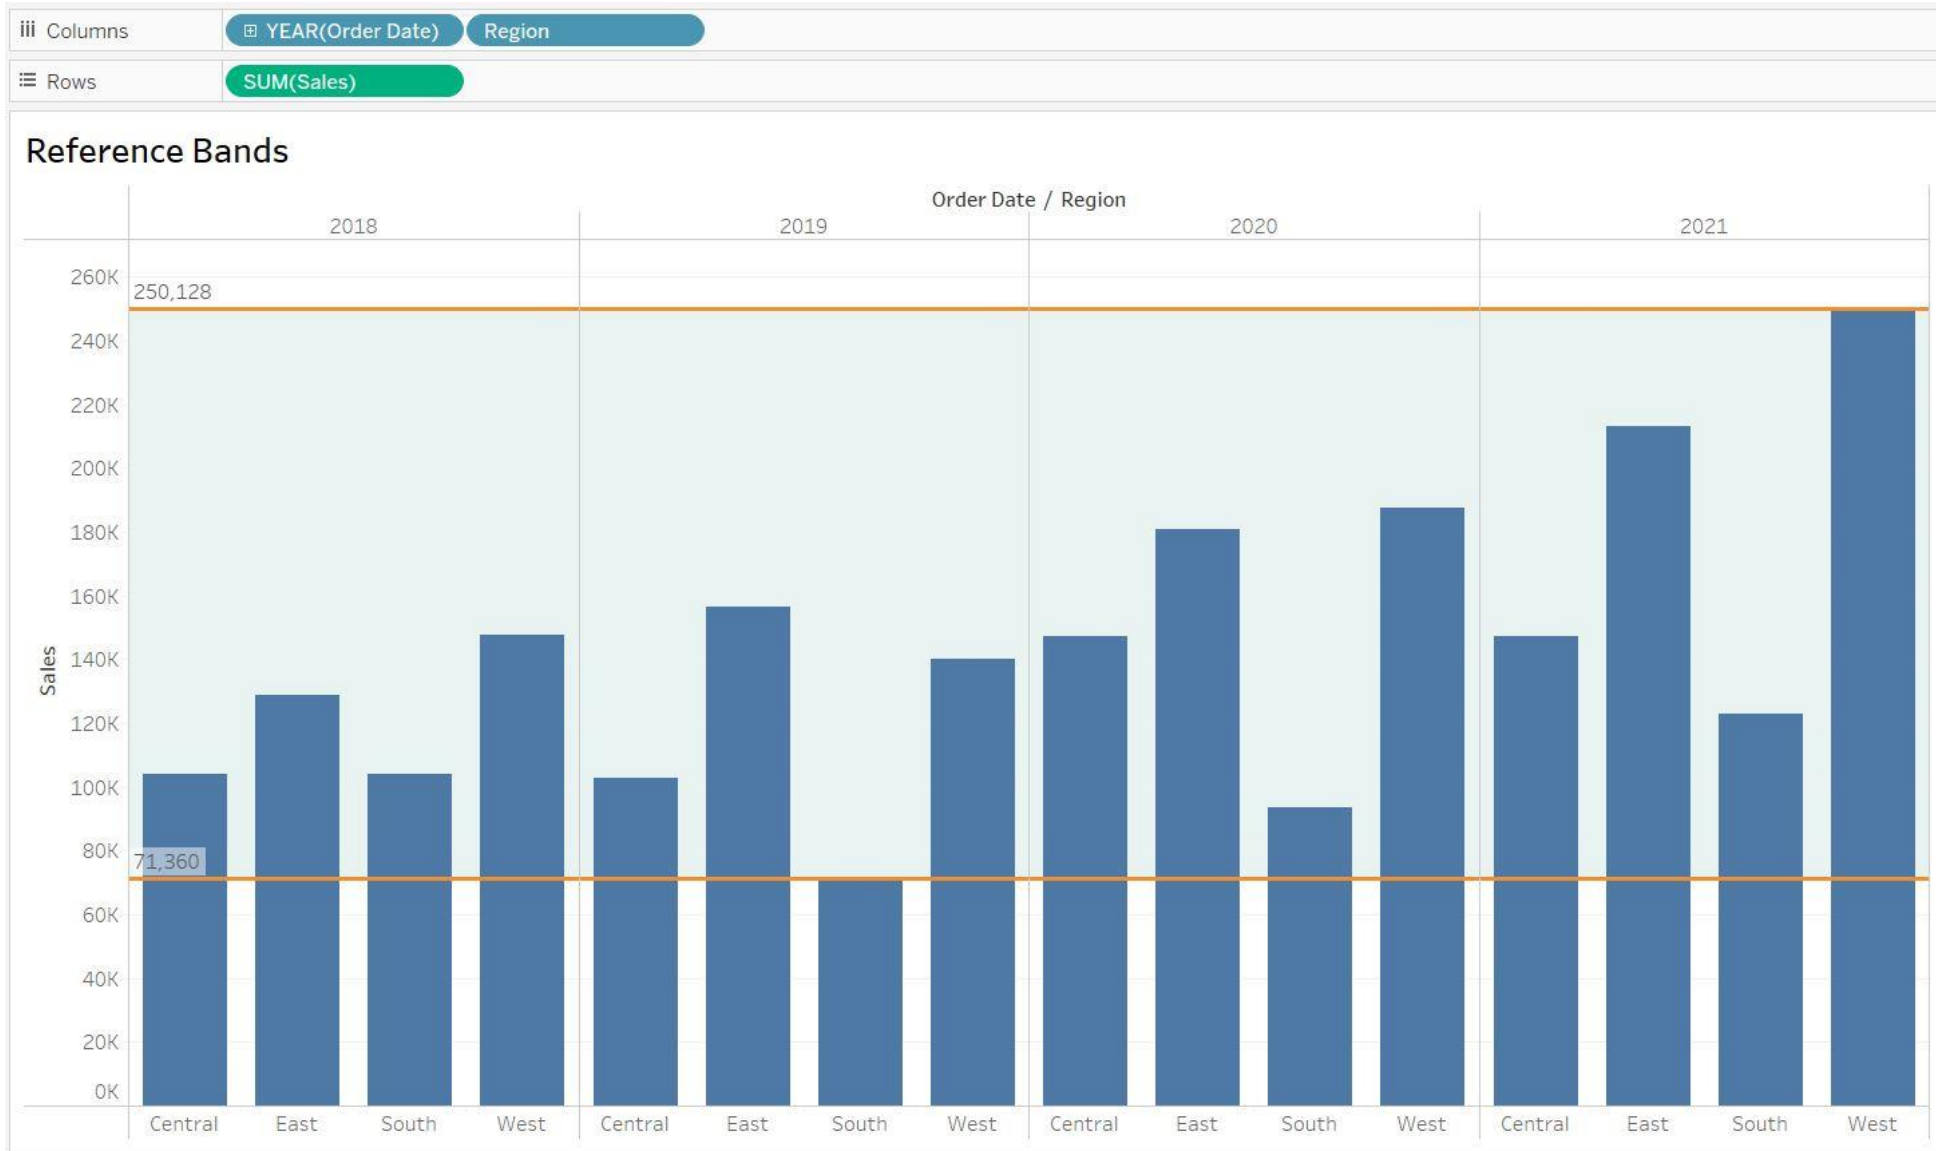 Columns YEAR(Order Date) Region
Rows SUM(Sales)
Reference Bands
Order Date / Region
2018 2019 2020 2021
260K
250,128
240K
220K
200K
180K
160K
Sales
140K
120K
100K
80K
71,360
60K
40K
20K
0K
Central East South West Central East South West Central East South West Central East South West